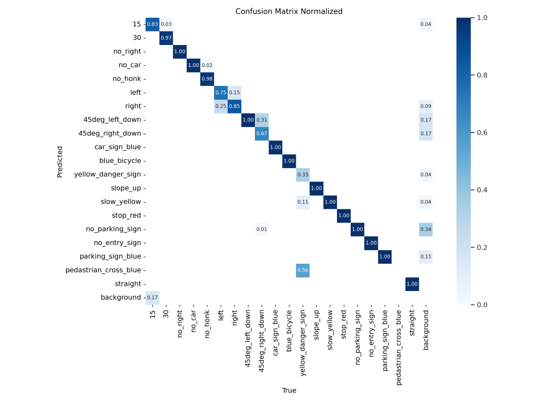 Confusion Matrix Normalized
15 0.83 0.03 0.04 1.0
30 0.97
no_right 1.00
no_car 1.00 0.02
no_honk 0.98 0.8
left 0.75 0.15
right 0.25 0.85 0.09
45deg_left_down 1.00 0.31 0.17
45deg_right_down 0.67 0.17 0.6
car_sign_blue 1.00
blue_bicycle 1.00
yellow_danger_sign 0.33 0.04
slope_up 1.00 0.4
slow_yellow 0.11 1.00 0.04
stop_red 1.00
no_parking_sign 0.01 1.00 0.34
no_entry_sign 1.00 0.2
parking_sign_blue 1.00 0.11
pedastrian_cross_blue 0.56
straight 1.00
background 0.17 0.0
Predicted
15 30 no_right no_car no_honk left right 45deg_left_down 45deg_right_down car_sign_blue blue_bicycle yellow_danger_sign slope_up slow_yellow stop_red no_parking_sign no_entry_sign parking_sign_blue pedastrian_cross_blue straight background
True